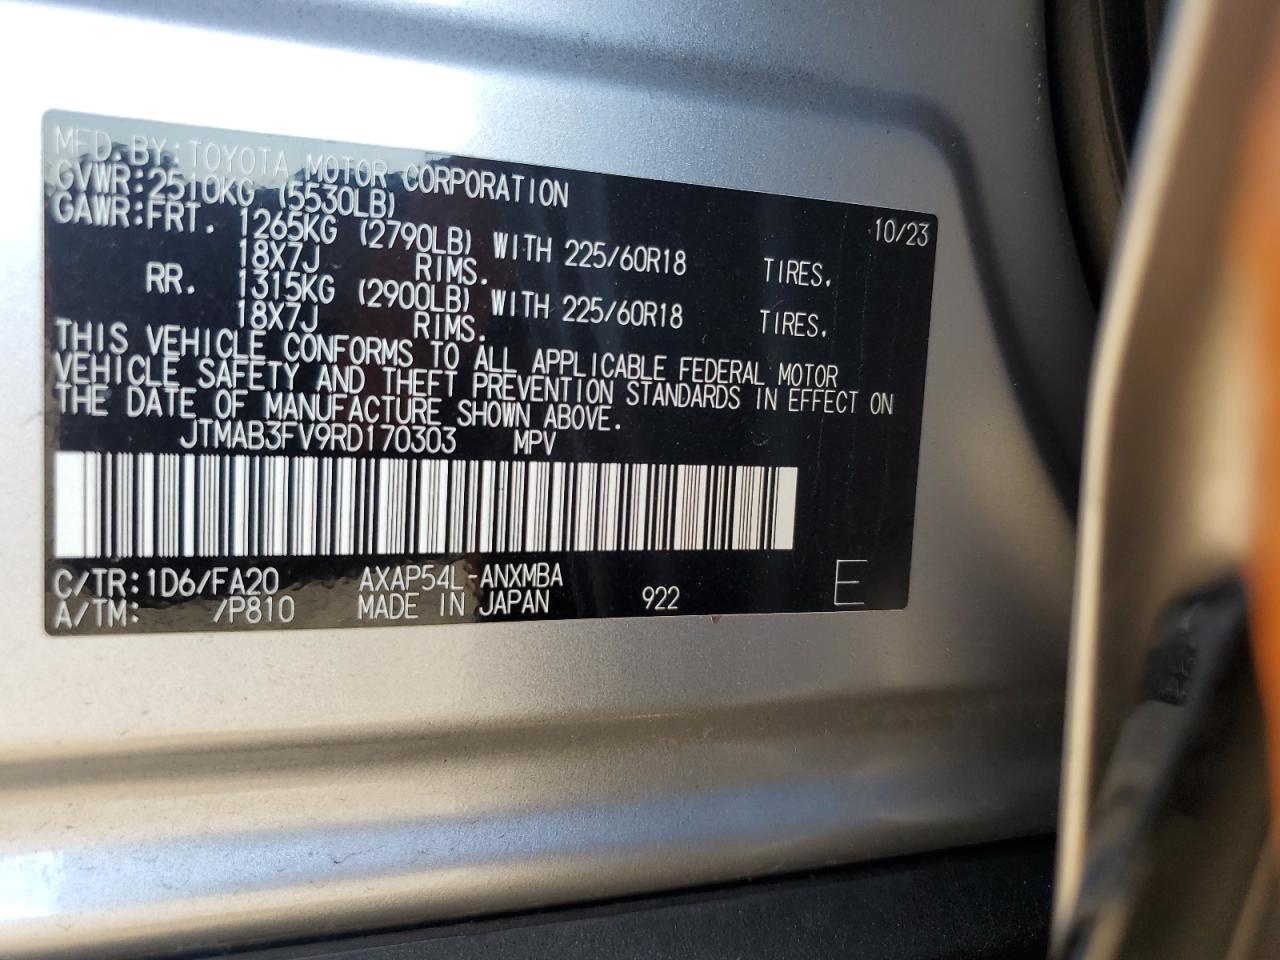 MFD. BY: TOYOTA MOTOR CORPORATION 10/23
GVWR: 2510KG (5530LB)
GAWR: FRT. 1265KG (2790LB) WITH 225/60R18 TIRES,
18X7J RIMS.
RR. 1315KG (2900LB) WITH 225/60R18 TIRES,
18X7J RIMS.
THIS VEHICLE CONFORMS TO ALL APPLICABLE FEDERAL MOTOR
VEHICLE SAFETY AND THEFT PREVENTION STANDARDS IN EFFECT ON
THE DATE OF MANUFACTURE SHOWN ABOVE.
JTMAB3FV9RD170303 MPV
C/TR: 1D6/FA20 AXAP54L-ANXMBA
A/TM: /P810 MADE IN JAPAN 922 E